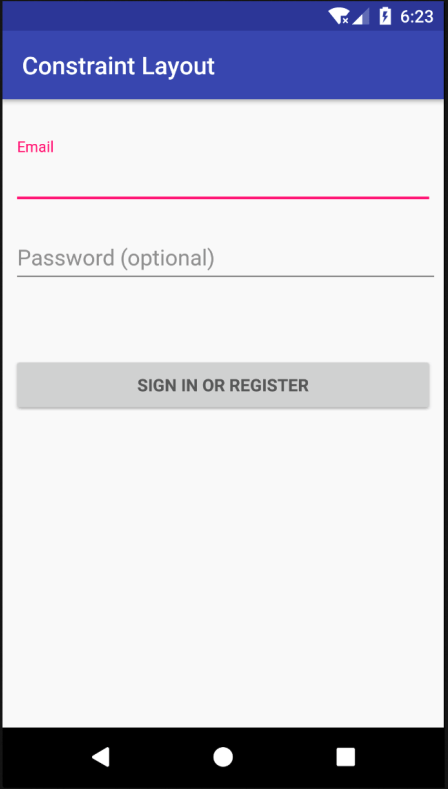 6:23
Constraint Layout
Email
Password (optional)
SIGN IN OR REGISTER